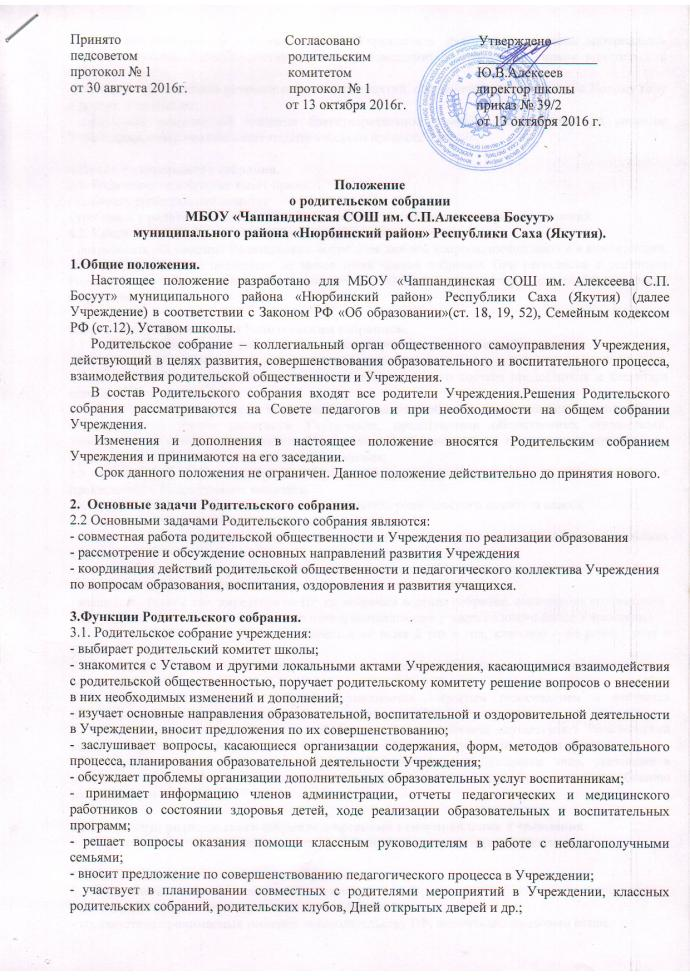 Принято Согласовано Утверждено
педсоветом родительским
протокол № 1 комитетом Ю.В.Алексеев
от 30 августа 2016г. протокол № 1 директор школы
от 13 октября 2016г. приказ № 39/2
от 13 октября 2016 г.
Положение
о родительском собрании
МБОУ «Чаппандинская СОШ им. С.П.Алексеева Босуут»
муниципального района «Нюрбинский район» Республики Саха (Якутия).
1.Общие положения.
Настоящее положение разработано для МБОУ «Чаппандинская СОШ им. Алексеева С.П.
Босуут» муниципального района «Нюрбинский район» Республики Саха (Якутия) (далее
Учреждение) в соответствии с Законом РФ «Об образовании»(ст. 18, 19, 52), Семейным кодексом
РФ (ст.12), Уставом школы.
Родительское собрание – коллегиальный орган общественного самоуправления Учреждения,
действующий в целях развития, совершенствования образовательного и воспитательного процесса,
взаимодействия родительской общественности и Учреждения.
В состав Родительского собрания входят все родители Учреждения.Решения Родительского
собрания рассматриваются на Совете педагогов и при необходимости на общем собрании
Учреждения.
Изменения и дополнения в настоящее положение вносятся Родительским собранием
Учреждения и принимаются на его заседании.
Срок данного положения не ограничен. Данное положение действительно до принятия нового.
2. Основные задачи Родительского собрания.
2.2 Основными задачами Родительского собрания являются:
- совместная работа родительской общественности и Учреждения по реализации образования
- рассмотрение и обсуждение основных направлений развития Учреждения
- координация действий родительской общественности и педагогического коллектива Учреждения
по вопросам образования, воспитания, оздоровления и развития учащихся.
3.Функции Родительского собрания.
3.1. Родительское собрание учреждения:
- выбирает родительский комитет школы;
- знакомится с Уставом и другими локальными актами Учреждения, касающимися взаимодействия
с родительской общественностью, поручает родительскому комитету решение вопросов о внесении
в них необходимых изменений и дополнений;
- изучает основные направления образовательной, воспитательной и оздоровительной деятельности
в Учреждении, вносит предложения по их совершенствованию;
- заслушивает вопросы, касающиеся организации содержания, форм, методов образовательного
процесса, планирования образовательной деятельности Учреждения;
- обсуждает проблемы организации дополнительных образовательных услуг воспитанникам;
- принимает информацию членов администрации, отчеты педагогических и медицинского
работников о состоянии здоровья детей, ходе реализации образовательных и воспитательных
программ;
- решает вопросы оказания помощи классным руководителям в работе с неблагополучными
семьями;
- вносит предложение по совершенствованию педагогического процесса в Учреждении;
- участвует в планировании совместных с родителями мероприятий в Учреждении, классных
родительских собраний, родительских клубов, Дней открытых дверей и др.;